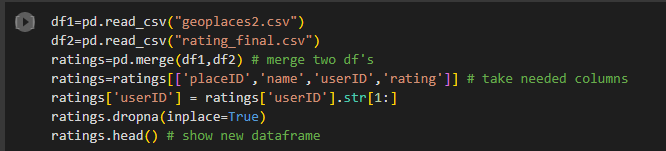 df1=pd.read_csv("geoplaces2.csv")
df2=pd.read_csv("rating_final.csv")
ratings=pd.merge(df1,df2) # merge two df's
ratings=ratings[['placeID','name','userID','rating']] # take needed columns
ratings['userID'] = ratings['userID'].str[1:]
ratings.dropna(inplace=True)
ratings.head() # show new dataframe